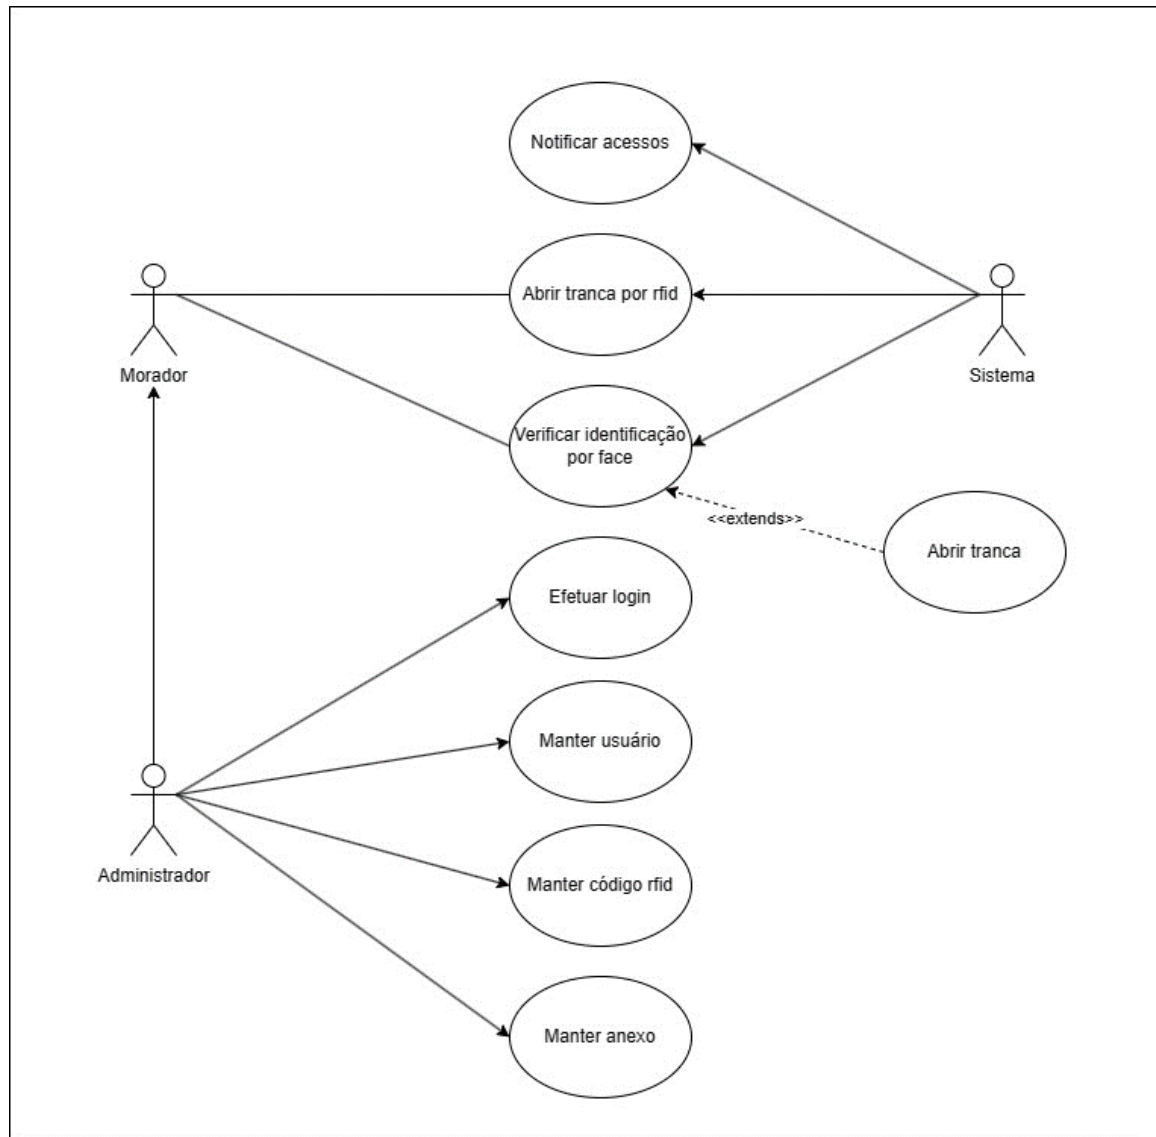 Notificar acessos
Abrir tranca por rfid
Morador
Sistema
Verificar identificação
por face
<<extends>>
Abrir tranca
Efetuar login
Manter usuário
Administrador
Manter código rfid
Manter anexo